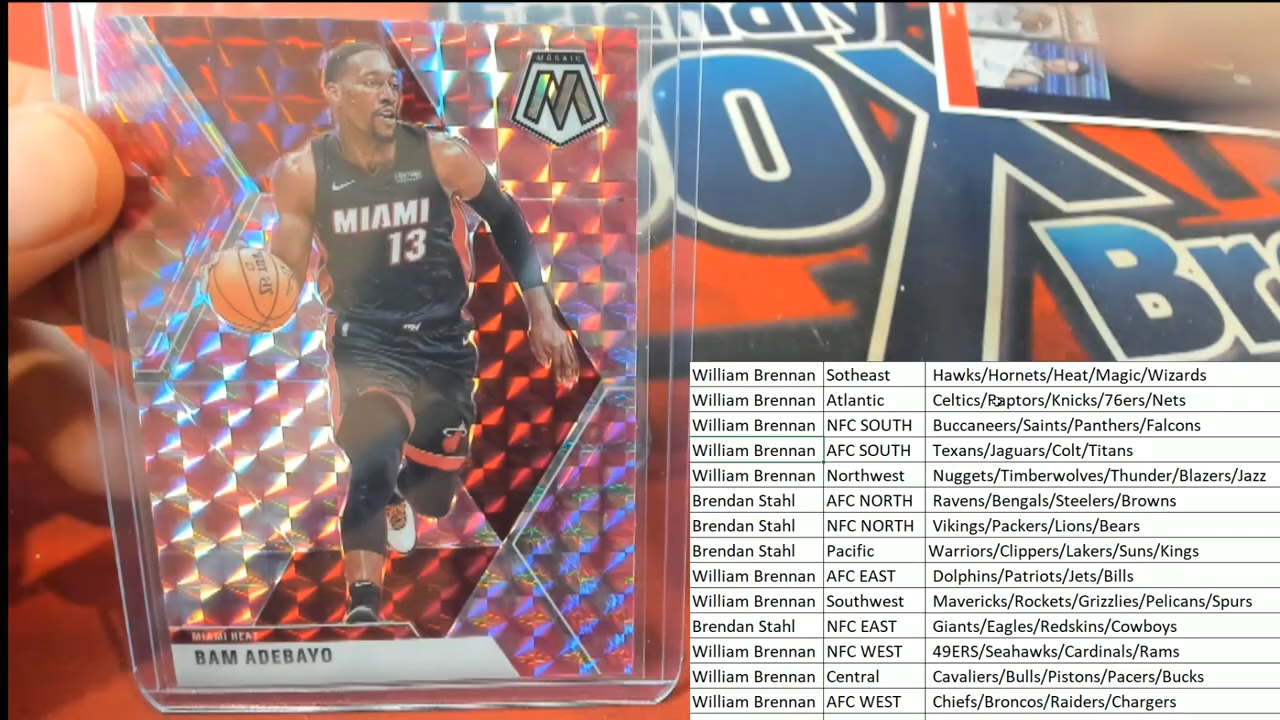 Friendly
OX
Br
MOSAIC
M
MIAMI
13
MIAMI HEAT
BAM ADEBAYO
William Brennan Sotheast Hawks/Hornets/Heat/Magic/Wizards
William Brennan Atlantic Celtics/Raptors/Knicks/76ers/Nets
William Brennan NFC SOUTH Buccaneers/Saints/Panthers/Falcons
William Brennan AFC SOUTH Texans/Jaguars/Colt/Titans
William Brennan Northwest Nuggets/Timberwolves/Thunder/Blazers/Jazz
Brendan Stahl AFC NORTH Ravens/Bengals/Steelers/Browns
Brendan Stahl NFC NORTH Vikings/Packers/Lions/Bears
Brendan Stahl Pacific Warriors/Clippers/Lakers/Suns/Kings
William Brennan AFC EAST Dolphins/Patriots/Jets/Bills
William Brennan Southwest Mavericks/Rockets/Grizzlies/Pelicans/Spurs
Brendan Stahl NFC EAST Giants/Eagles/Redskins/Cowboys
William Brennan NFC WEST 49ERS/Seahawks/Cardinals/Rams
William Brennan Central Cavaliers/Bulls/Pistons/Pacers/Bucks
William Brennan AFC WEST Chiefs/Broncos/Raiders/Chargers